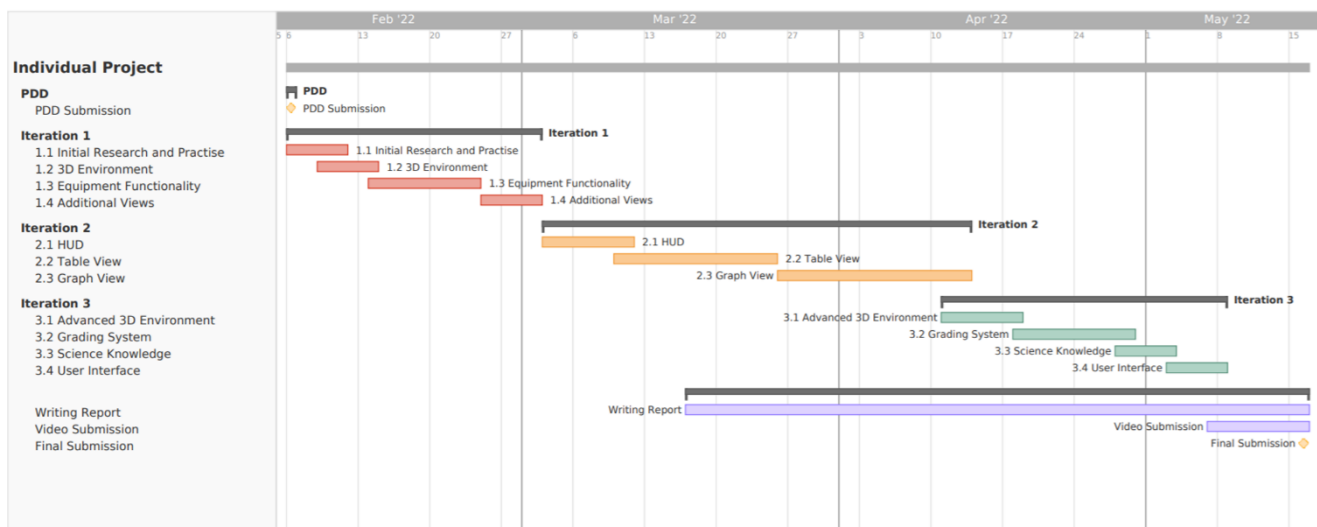 Feb '22 Mar '22 Apr '22 May '22
5 6 13 20 27 6 13 20 27 3 10 17 24 1 8 15
Individual Project
PDD PDD
PDD Submission PDD Submission
Iteration 1 Iteration 1
1.1 Initial Research and Practise 1.1 Initial Research and Practise
1.2 3D Environment 1.2 3D Environment
1.3 Equipment Functionality 1.3 Equipment Functionality
1.4 Additional Views 1.4 Additional Views
Iteration 2 Iteration 2
2.1 HUD 2.1 HUD
2.2 Table View 2.2 Table View
2.3 Graph View 2.3 Graph View
Iteration 3 Iteration 3
3.1 Advanced 3D Environment 3.1 Advanced 3D Environment
3.2 Grading System 3.2 Grading System
3.3 Science Knowledge 3.3 Science Knowledge
3.4 User Interface 3.4 User Interface
Writing Report Writing Report
Video Submission Video Submission
Final Submission Final Submission